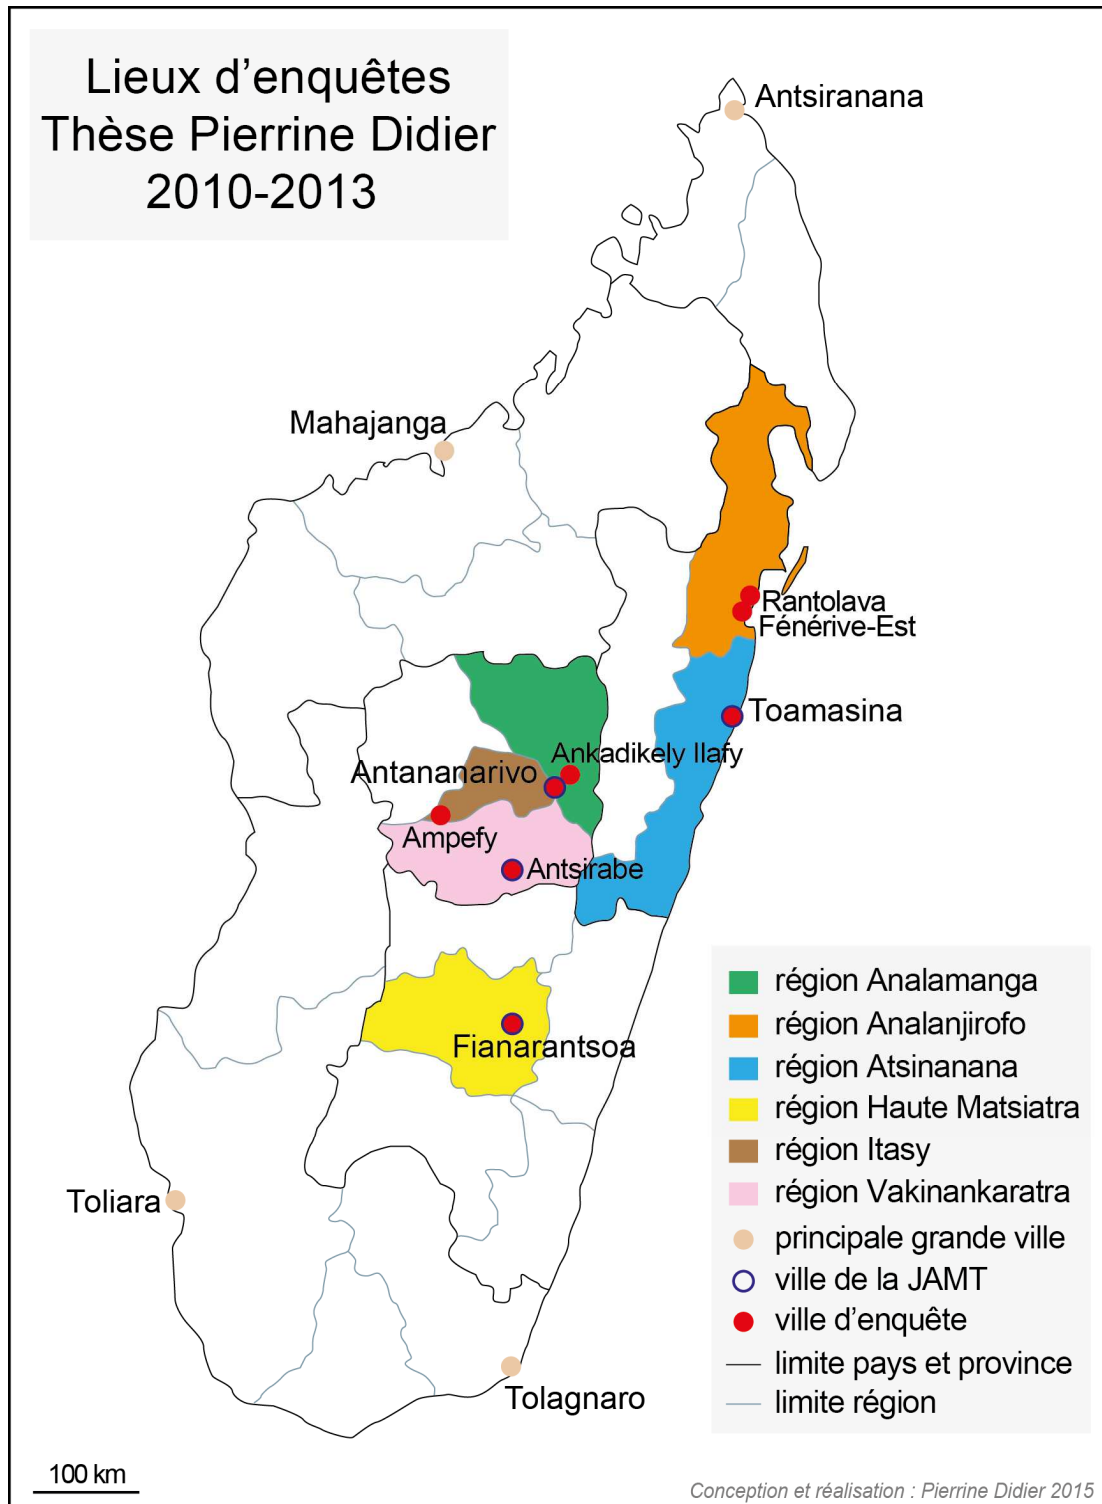 Lieux d'enquêtes
Thèse Pierrine Didier
2010-2013
Antsiranana
Mahajanga
Rantolava
Fénérive-Est
Toamasina
Ankadikely Ilafy
Antananarivo
Ampefy
Antsirabe
Fianarantsoa
Toliara
Tolagnaro
région Analamanga
région Analanjirofo
région Atsinanana
région Haute Matsiatra
région Itasy
région Vakinankaratra
principale grande ville
ville de la JAMT
ville d'enquête
limite pays et province
limite région
100 km
Conception et réalisation : Pierrine Didier 2015